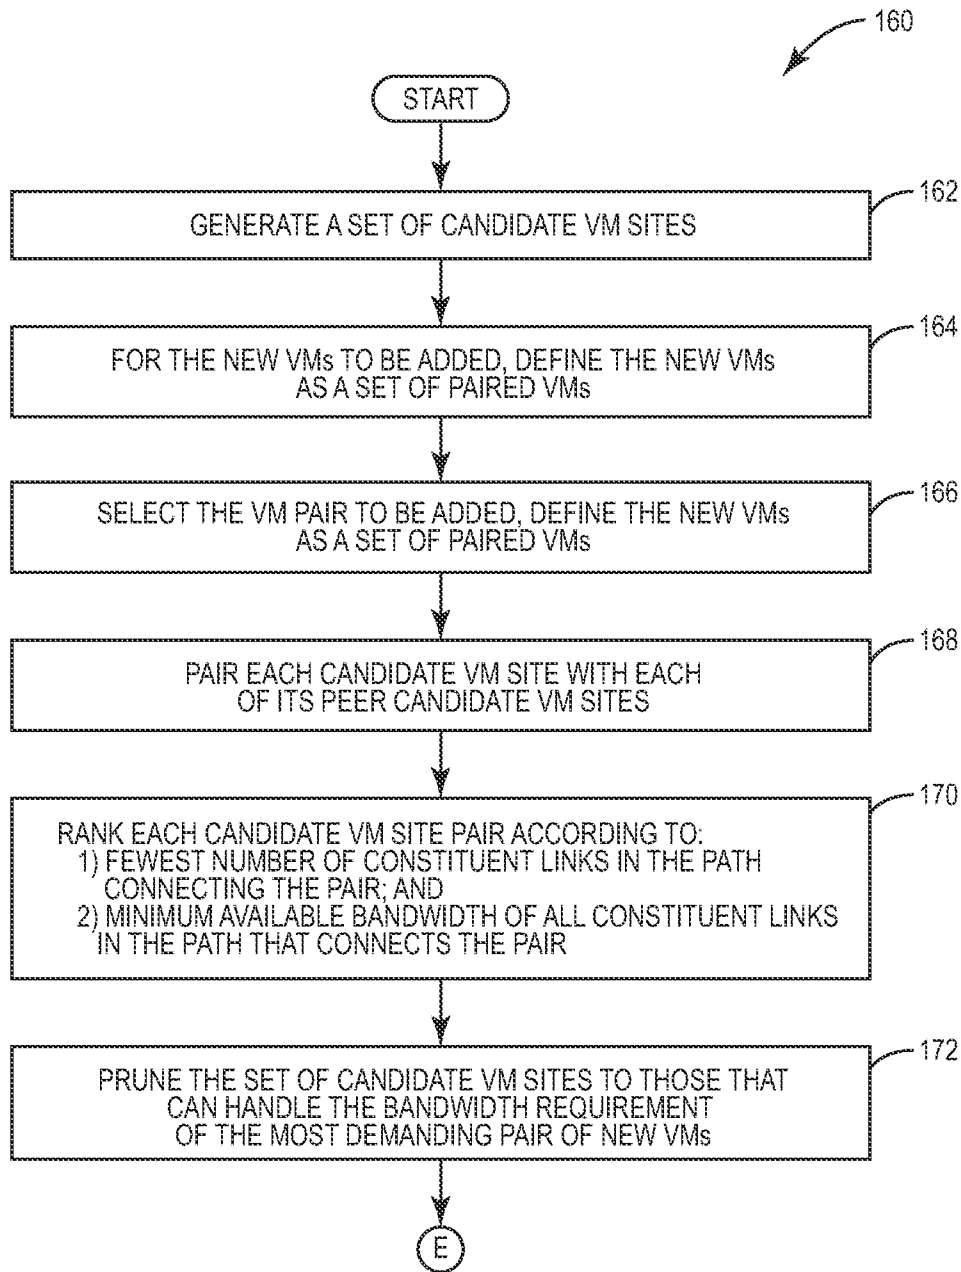 160
START
162
GENERATE A SET OF CANDIDATE VM SITES
164
FOR THE NEW VMs TO BE ADDED, DEFINE THE NEW VMs
AS A SET OF PAIRED VMs
166
SELECT THE VM PAIR TO BE ADDED, DEFINE THE NEW VMs
AS A SET OF PAIRED VMs
168
PAIR EACH CANDIDATE VM SITE WITH EACH
OF ITS PEER CANDIDATE VM SITES
170
RANK EACH CANDIDATE VM SITE PAIR ACCORDING TO:
1) FEWEST NUMBER OF CONSTITUENT LINKS IN THE PATH
CONNECTING THE PAIR; AND
2) MINIMUM AVAILABLE BANDWIDTH OF ALL CONSTITUENT LINKS
IN THE PATH THAT CONNECTS THE PAIR
172
PRUNE THE SET OF CANDIDATE VM SITES TO THOSE THAT
CAN HANDLE THE BANDWIDTH REQUIREMENT
OF THE MOST DEMANDING PAIR OF NEW VMs
E